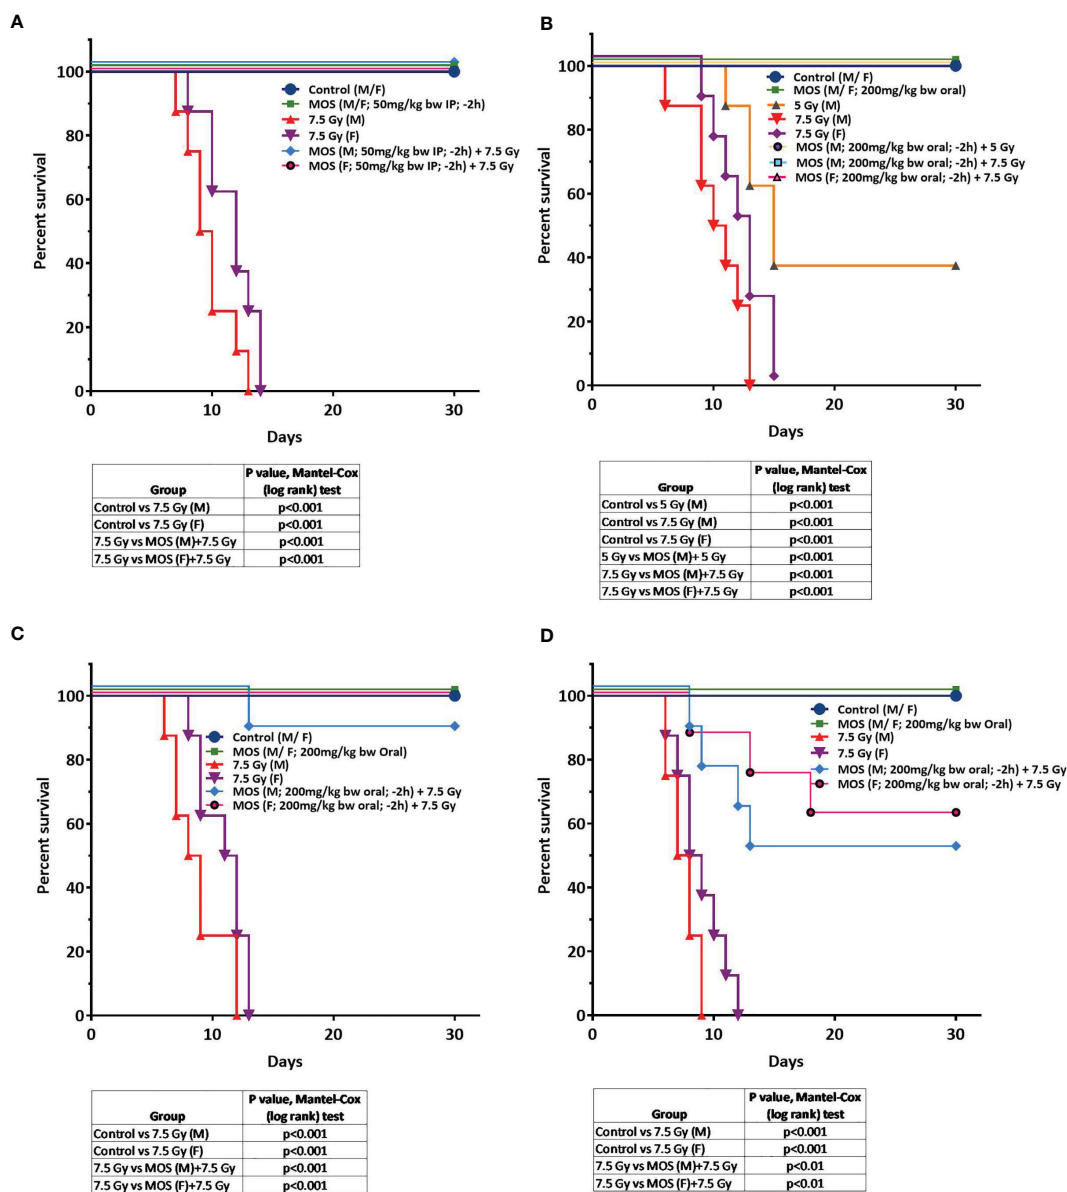 A
100
80
60
40
20
0
Percent survival
Control (M/F)
MOS (M/F; 50mg/kg bw IP; -2h)
7.5 Gy (M)
7.5 Gy (F)
MOS (M; 50mg/kg bw IP; -2h) + 7.5 Gy
MOS (F; 50mg/kg bw IP; -2h) + 7.5 Gy
0 10 20 30
Days
Group P value, Mantel-Cox
(log rank) test
Control vs 7.5 Gy (M) p<0.001
Control vs 7.5 Gy (F) p<0.001
7.5 Gy vs MOS (M)+7.5Gy p<0.001
7.5 Gy vs MOS (F)+7.5 Gy p<0.001
B
100
80
60
40
20
0
Percent survival
Control (M/ F)
MOS (M/ F; 200mg/kg bw oral)
5 Gy (M)
7.5 Gy (M)
7.5 Gy (F)
MOS (M; 200mg/kg bw oral; -2h) + 5 Gy
MOS (M; 200mg/kg bw oral; -2h) + 7.5 Gy
MOS (F; 200mg/kg bw oral; -2h) + 7.5 Gy
0 10 20 30
Days
Group P value, Mantel-Cox
(log rank) test
Control vs 5 Gy (M) p<0.001
Control vs 7.5 Gy (M) p<0.001
Control vs 7.5 Gy (F) p<0.001
5 Gy vs MOS (M)+ 5 Gy p<0.001
7.5 Gy vs MOS (M)+7.5Gy p<0.001
7.5 Gy vs MOS (F)+7.5 Gy p<0.001
C
100
80
60
40
20
0
Percent survival
Control (M/ F)
MOS (M/ F; 200mg/kg bw Oral)
7.5 Gy (M)
7.5 Gy (F)
MOS (M; 200mg/kg bw oral; -2h) + 7.5 Gy
MOS (F; 200mg/kg bw oral; -2h) + 7.5 Gy
0 10 20 30
Days
Group P value, Mantel-Cox
(log rank) test
Control vs 7.5 Gy (M) p<0.001
Control vs 7.5 Gy (F) p<0.001
7.5 Gy vs MOS (M)+7.5Gy p<0.001
7.5 Gy vs MOS (F)+7.5 Gy p<0.001
D
100
80
60
40
20
0
Percent survival
Control (M/ F)
MOS (M/ F; 200mg/kg bw Oral)
7.5 Gy (M)
7.5 Gy (F)
MOS (M; 200mg/kg bw oral; -2h) + 7.5 Gy
MOS (F; 200mg/kg bw oral; -2h) + 7.5 Gy
0 10 20 30
Days
Group P value, Mantel-Cox
(log rank) test
Control vs 7.5 Gy (M) p<0.001
Control vs 7.5 Gy (F) p<0.001
7.5 Gy vs MOS (M)+7.5Gy p<0.01
7.5 Gy vs MOS (F)+7.5 Gy p<0.01